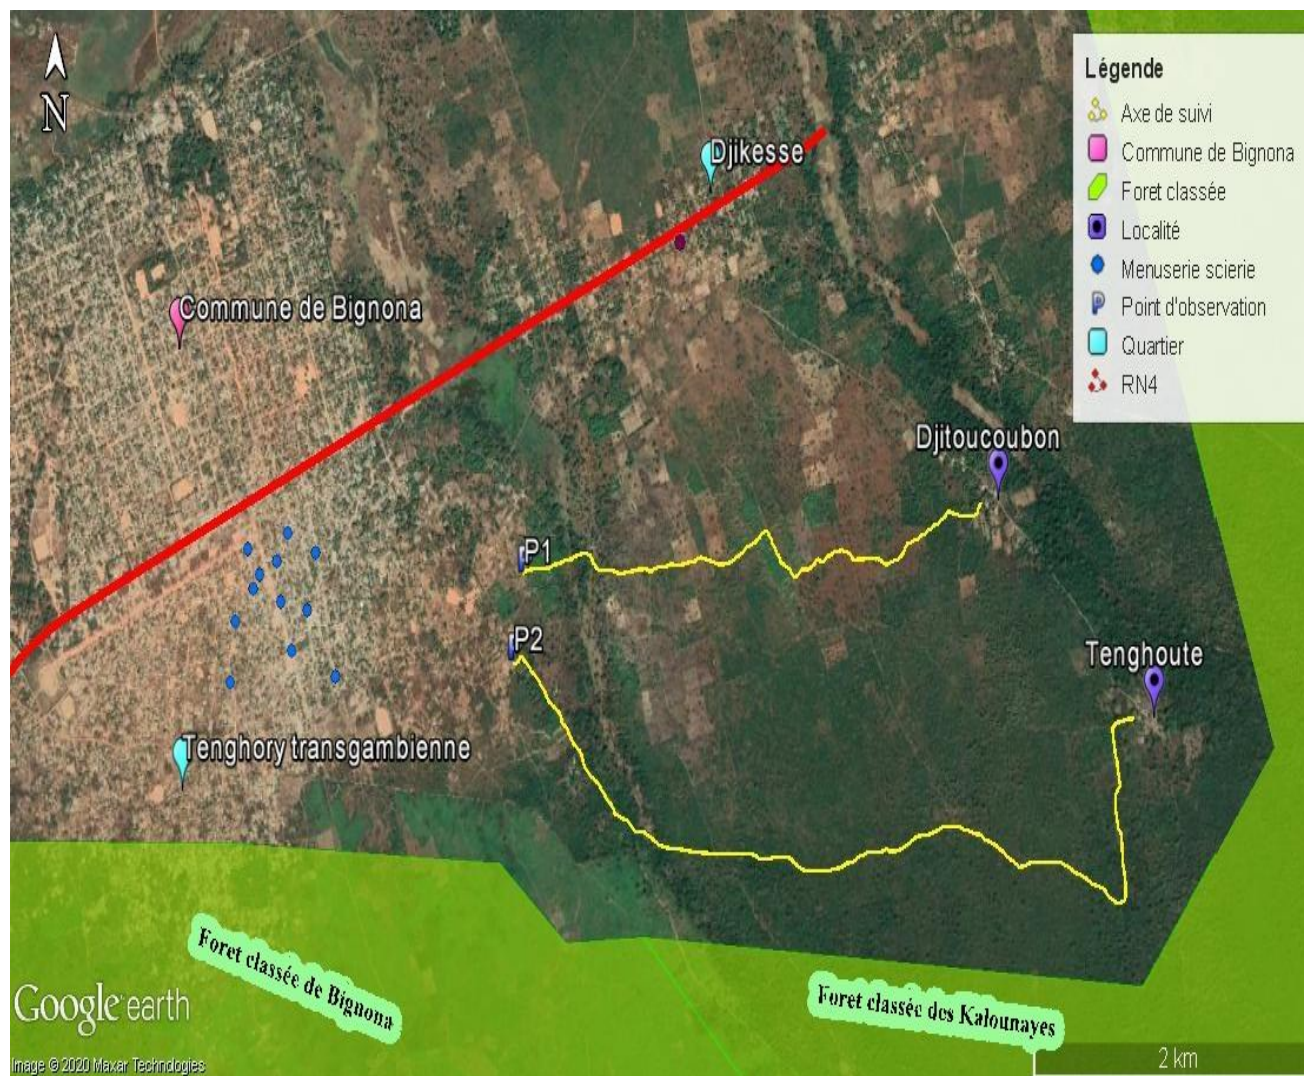 N
Légende
Axe de suivi
Commune de Bignona
Foret classée
Localité
Menuserie scierie
Point d'observation
Quartier
RN4
Djikesse
Commune de Bignona
Djitoucoubon
P1
P2
Tenghoute
Tenghory transgambienne
Foret classée de Bignona
Foret classée des Kalounayes
Google earth
Image © 2020 Maxar Technologies
2 km